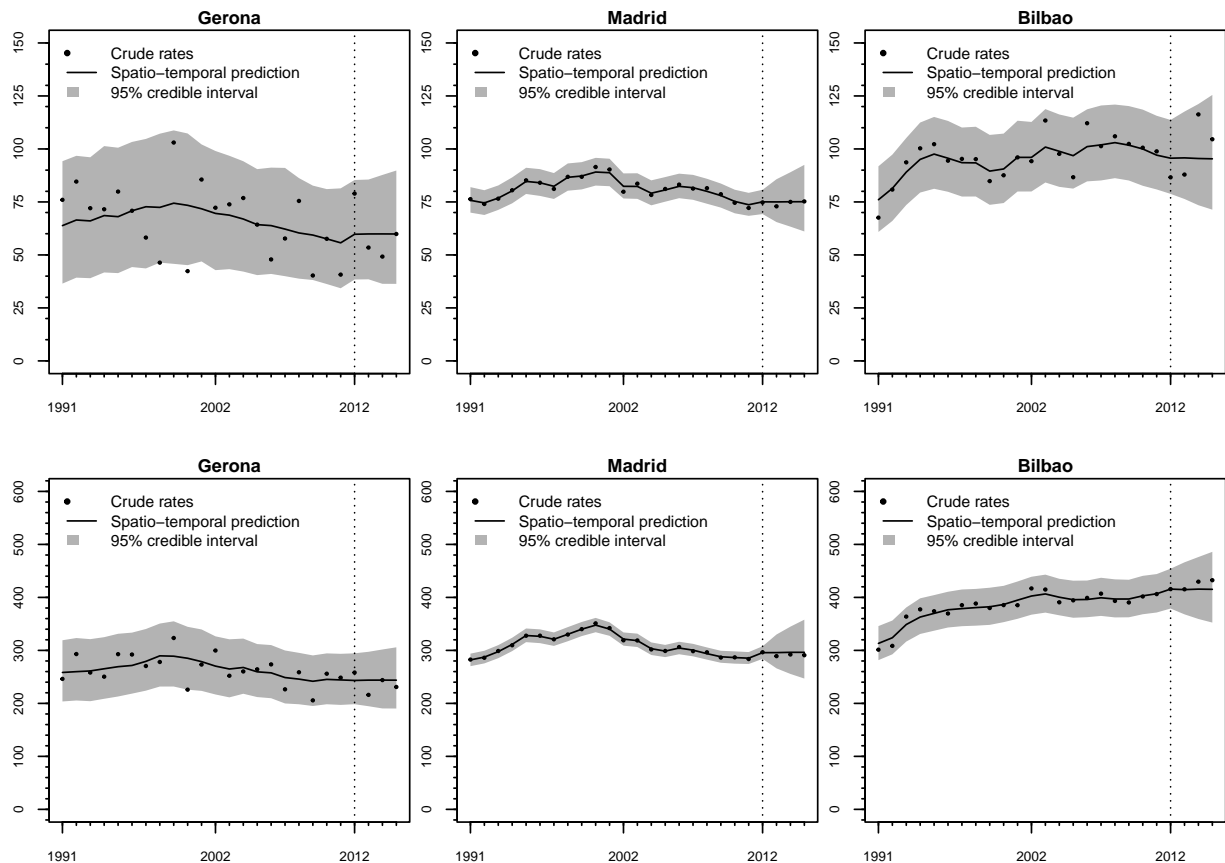 Gerona
Madrid
Bilbao
Crude rates
Spatio−temporal prediction
95% credible interval
Crude rates
Spatio−temporal prediction
95% credible interval
Crude rates
Spatio−temporal prediction
95% credible interval
150
125
100
75
50
25
0
150
125
100
75
50
25
0
150
125
100
75
50
25
0
1991 2002 2012
1991 2002 2012
1991 2002 2012
Gerona
Madrid
Bilbao
Crude rates
Spatio−temporal prediction
95% credible interval
Crude rates
Spatio−temporal prediction
95% credible interval
Crude rates
Spatio−temporal prediction
95% credible interval
600
500
400
300
200
100
0
600
500
400
300
200
100
0
600
500
400
300
200
100
0
1991 2002 2012
1991 2002 2012
1991 2002 2012